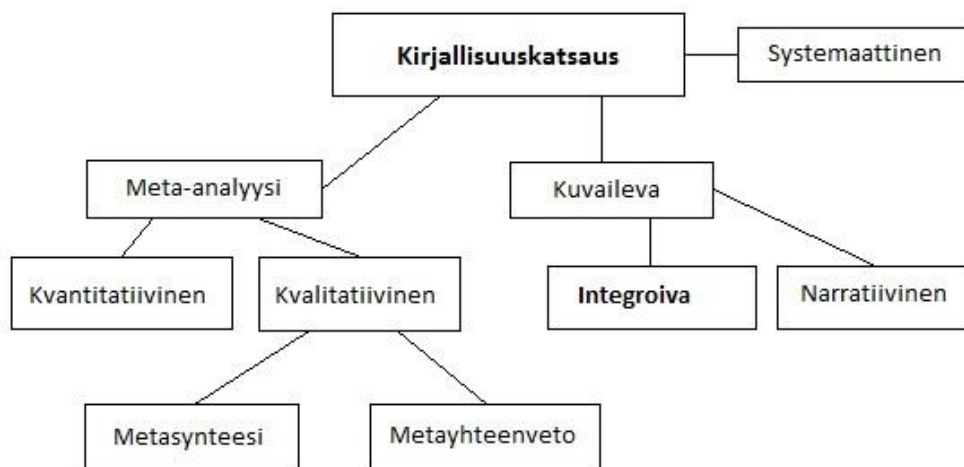 Kirjallisuuskatsaus
Systemaattinen
Meta-analyysi
Kuvaileva
Kvantitatiivinen
Kvalitatiivinen
Integroiva
Narratiivinen
Metasynteesi
Metayhteenveto